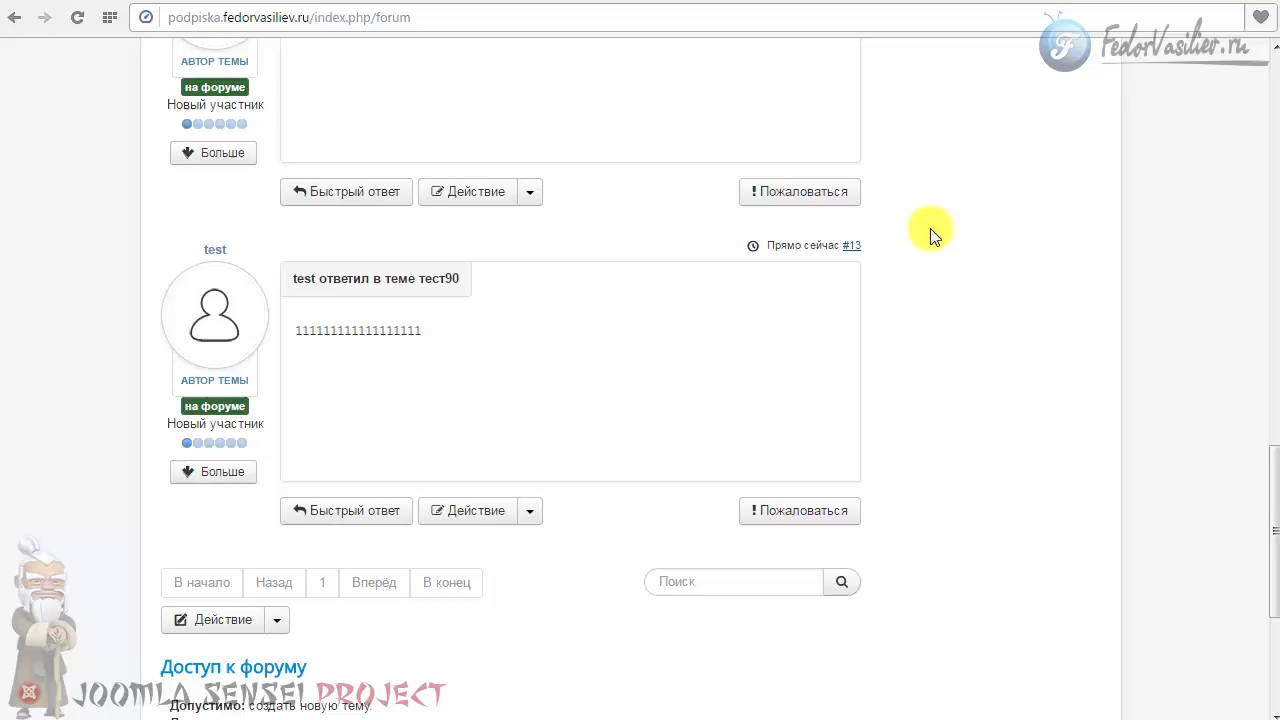 podpiska.fedorvasiliev.ru/index.php/forum
FedorVasiliev.ru
АВТОР ТЕМЫ
на форуме
Новый участник
Больше
Быстрый ответ
Действие
Пожаловаться
Прямо сейчас #13
test
test ответил в теме тест90
111111111111111111
АВТОР ТЕМЫ
на форуме
Новый участник
Больше
Быстрый ответ
Действие
Пожаловаться
В начало Назад 1 Вперёд В конец
Поиск
Действие
Доступ к форуму
Допустимо: создать новую тему.
JOOMLA SENSEI PROJECT